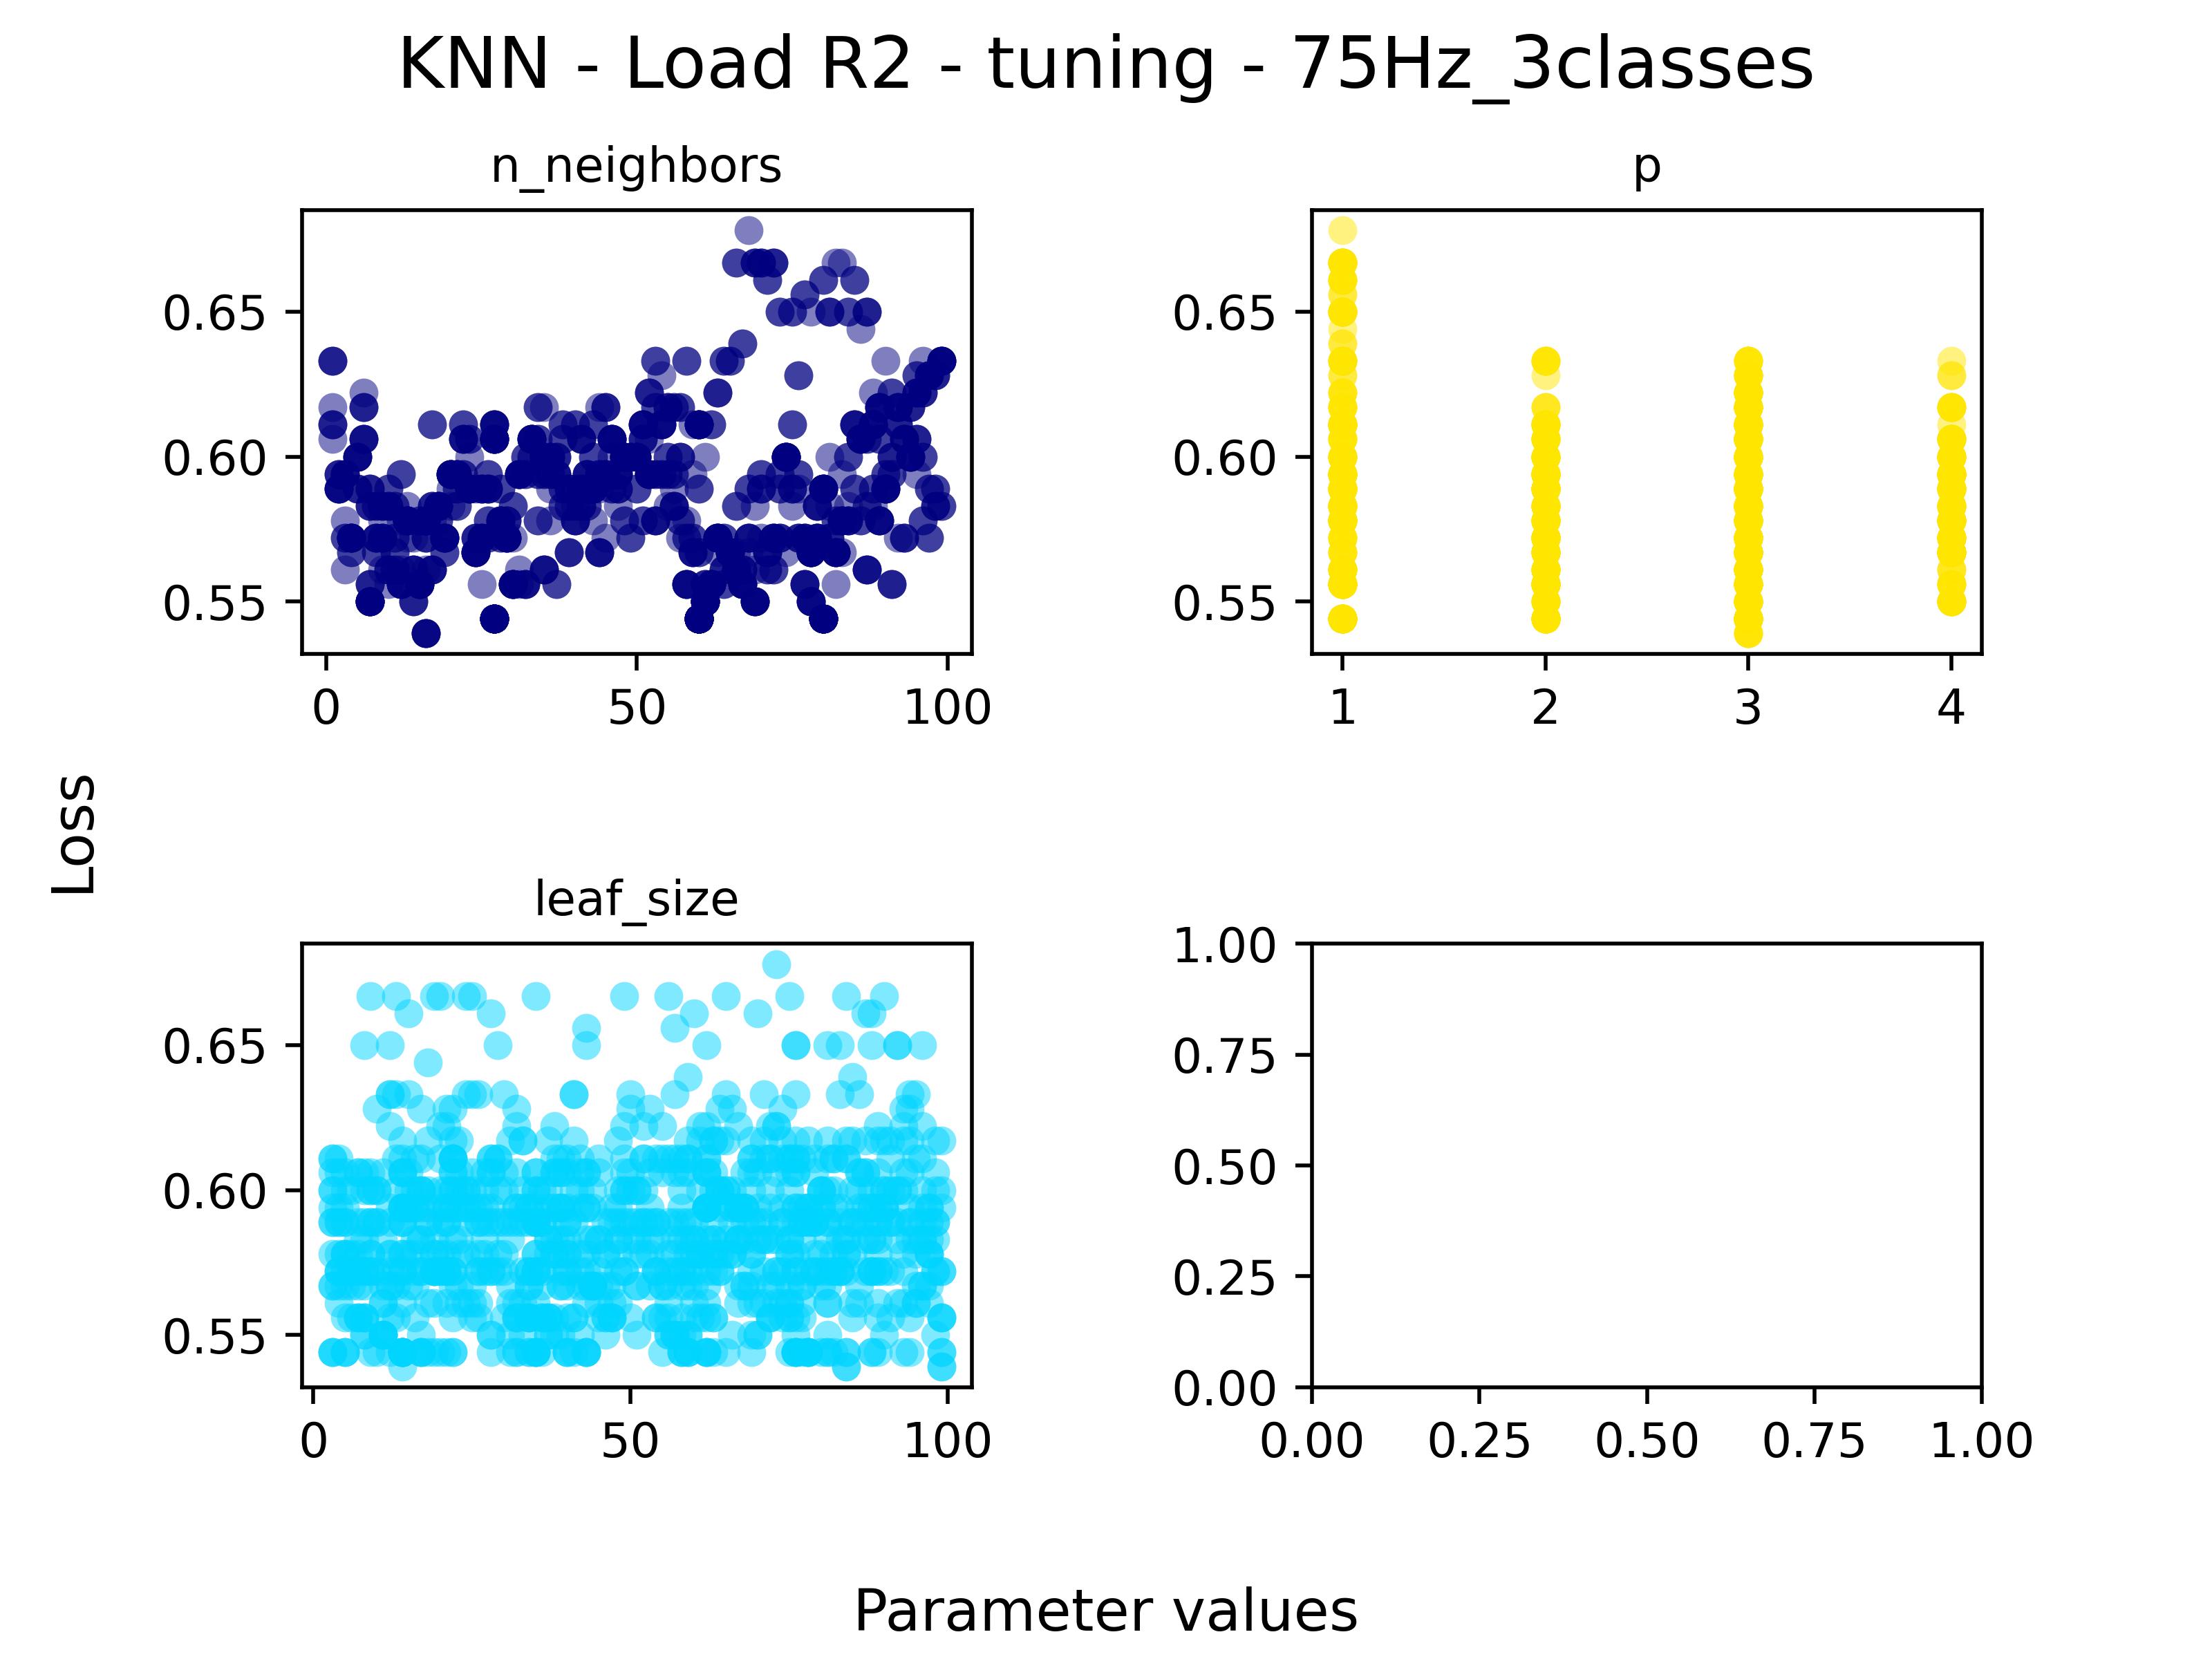 KNN - Load R2 - tuning - 75Hz_3classes
n_neighbors
0.65
0.60
0.55
0 50 100
p
0.65
0.60
0.55
1 2 3 4
Loss
leaf_size
0.65
0.60
0.55
0 50 100
1.00
0.75
0.50
0.25
0.00
0.00 0.25 0.50 0.75 1.00
Parameter values